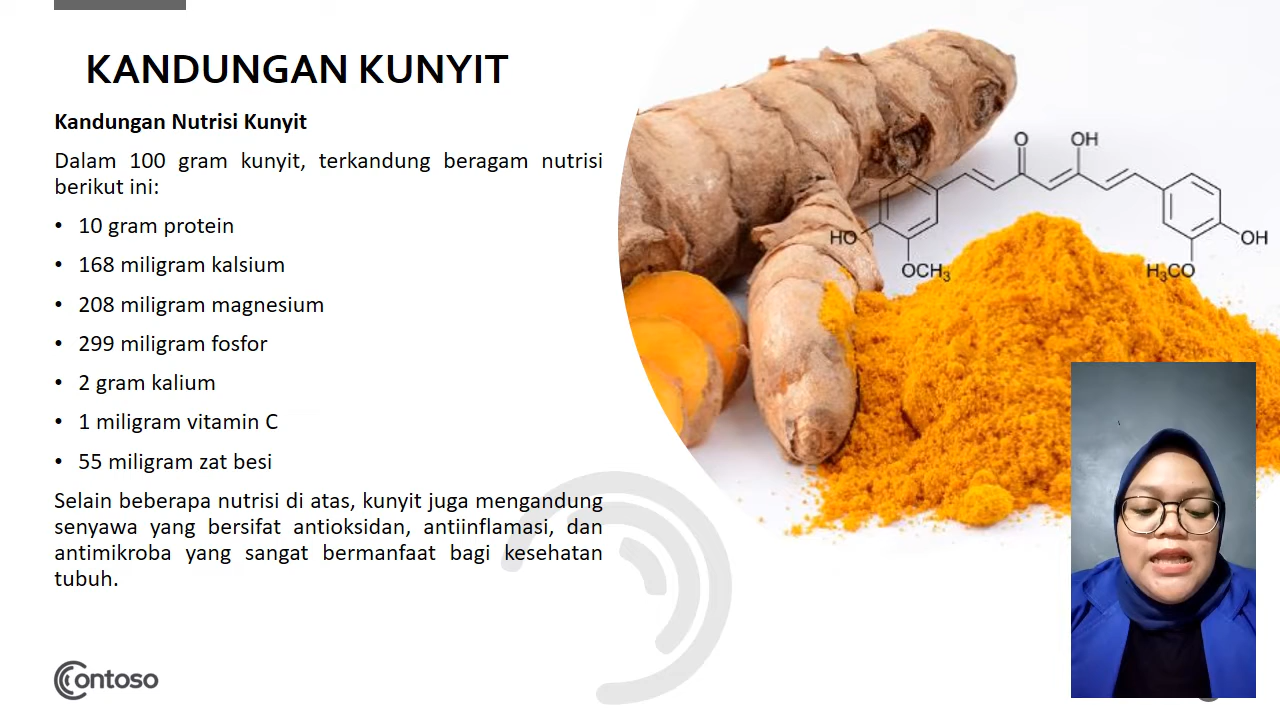 KANDUNGAN KUNYIT
Kandungan Nutrisi Kunyit
Dalam 100 gram kunyit, terkandung beragam nutrisi
berikut ini:
• 10 gram protein
• 168 miligram kalsium
• 208 miligram magnesium
• 299 miligram fosfor
• 2 gram kalium
• 1 miligram vitamin C
• 55 miligram zat besi
Selain beberapa nutrisi di atas, kunyit juga mengandung
senyawa yang bersifat antioksidan, antiinflamasi, dan
antimikroba yang sangat bermanfaat bagi kesehatan
tubuh.
O OH
HO OH
OCH₃ H₃CO
Contoso